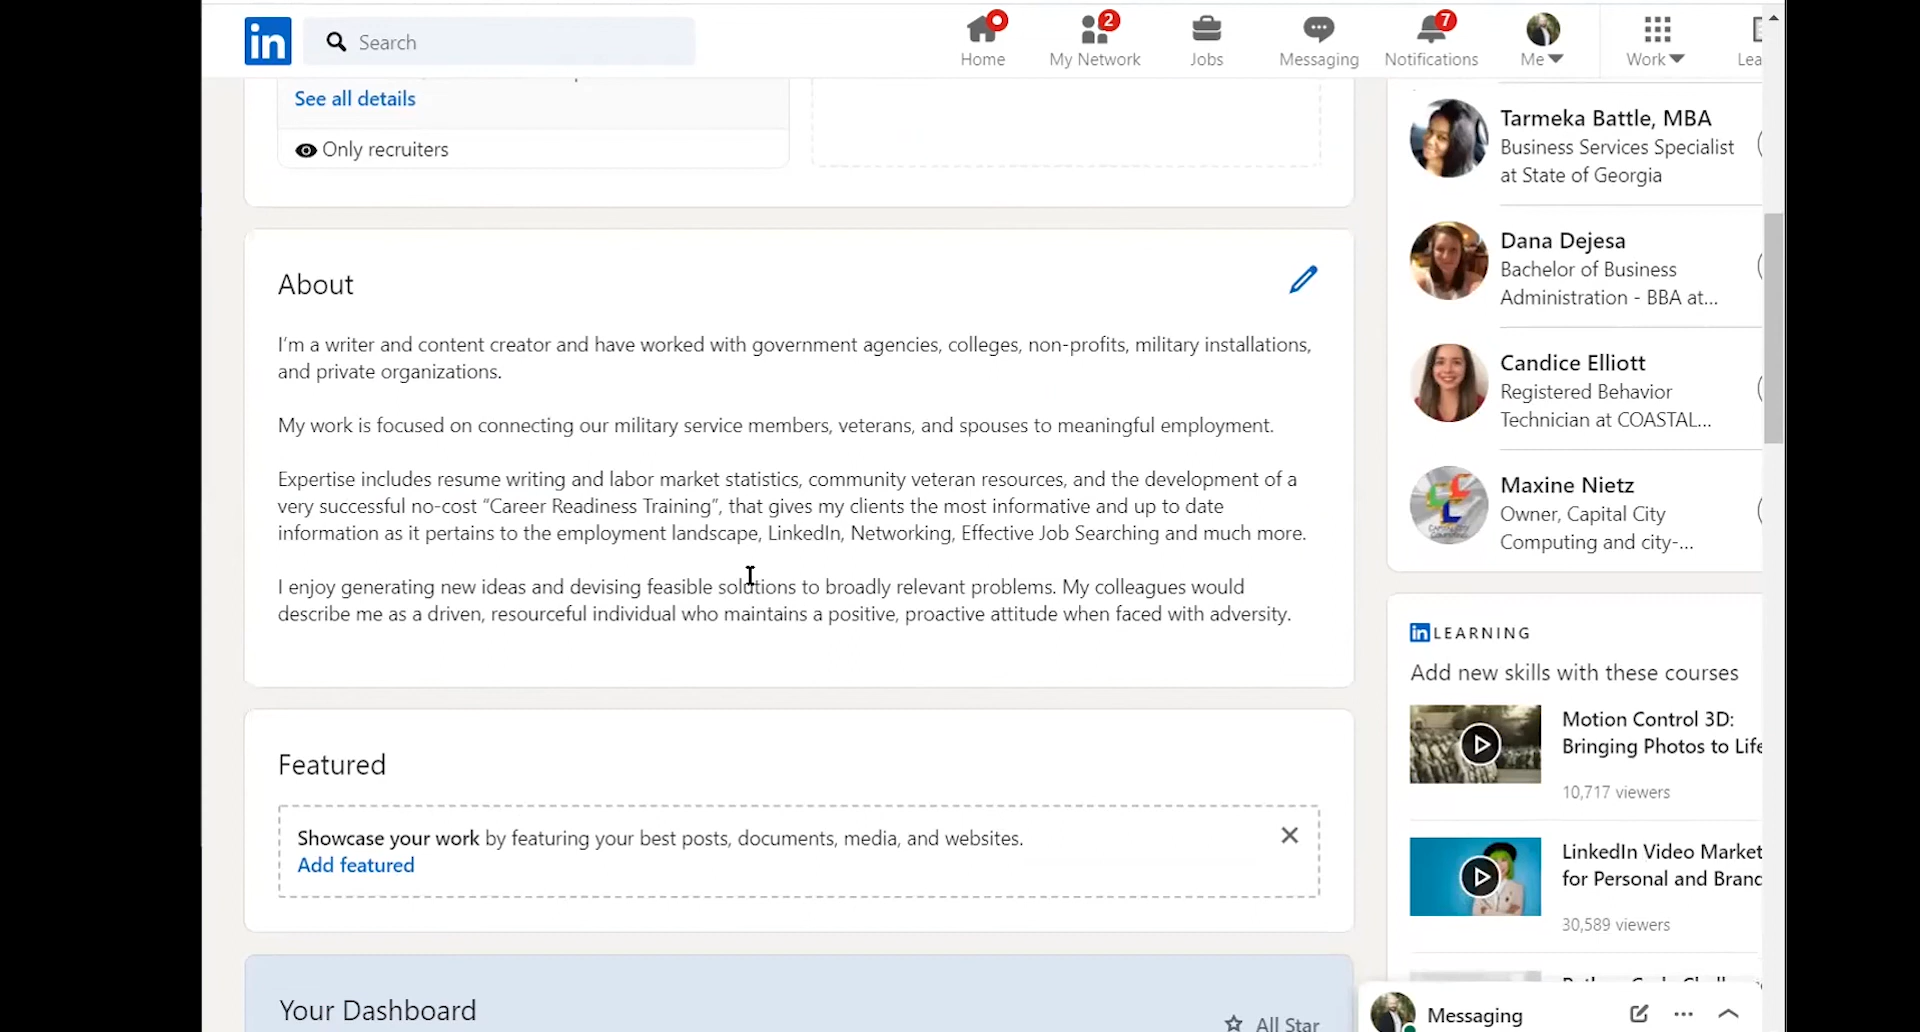 in
Search
Home
2
My Network
Jobs
Messaging
7
Notifications
Me
Work
Lea
See all details
Only recruiters
About
I'm a writer and content creator and have worked with government agencies, colleges, non-profits, military installations,
and private organizations.
My work is focused on connecting our military service members, veterans, and spouses to meaningful employment.
Expertise includes resume writing and labor market statistics, community veteran resources, and the development of a
very successful no-cost “Career Readiness Training”, that gives my clients the most informative and up to date
information as it pertains to the employment landscape, LinkedIn, Networking, Effective Job Searching and much more.
I enjoy generating new ideas and devising feasible solutions to broadly relevant problems. My colleagues would
describe me as a driven, resourceful individual who maintains a positive, proactive attitude when faced with adversity.
Featured
Showcase your work by featuring your best posts, documents, media, and websites.
Add featured
Your Dashboard
All Star
Tarmeka Battle, MBA
Business Services Specialist
at State of Georgia
Dana Dejesa
Bachelor of Business
Administration - BBA at...
Candice Elliott
Registered Behavior
Technician at COASTAL...
Maxine Nietz
Owner, Capital City
Computing and city-...
in LEARNING
Add new skills with these courses
Motion Control 3D:
Bringing Photos to Life
10,717 viewers
LinkedIn Video Market
for Personal and Brand
30,589 viewers
Messaging